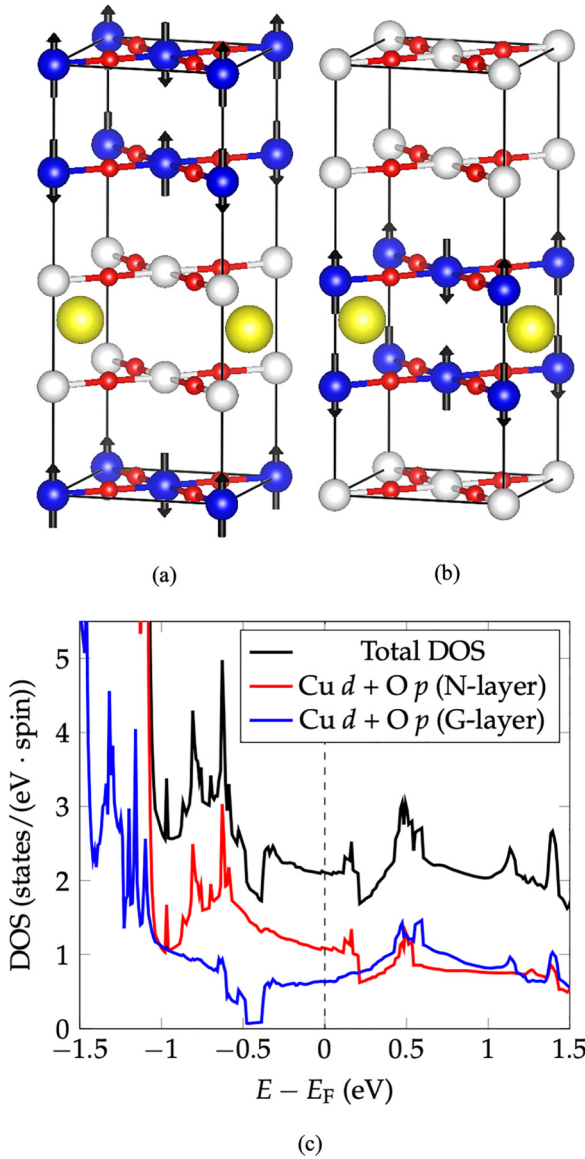 (a)
(b)
Total DOS
Cu d + O p (N-layer)
Cu d + O p (G-layer)
DOS (states/(eV · spin))
5
4
3
2
1
0
−1.5
−1
−0.5
0
0.5
1
1.5
E − EF (eV)
(c)